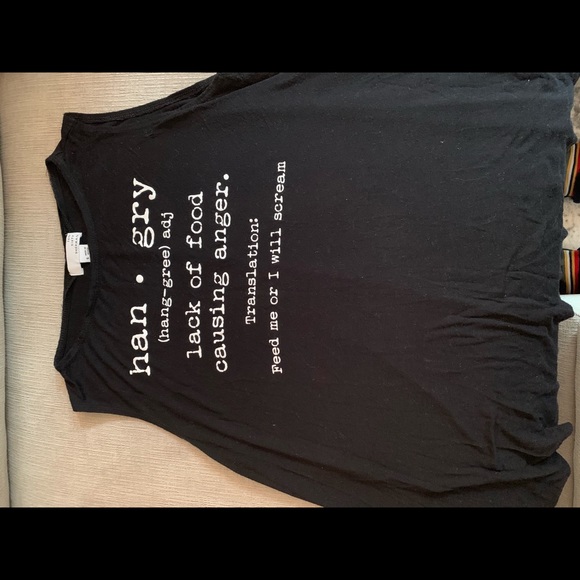 han . gry
(hang-gree) adj
lack of food
causing anger.
Translation:
Feed me or I will scream